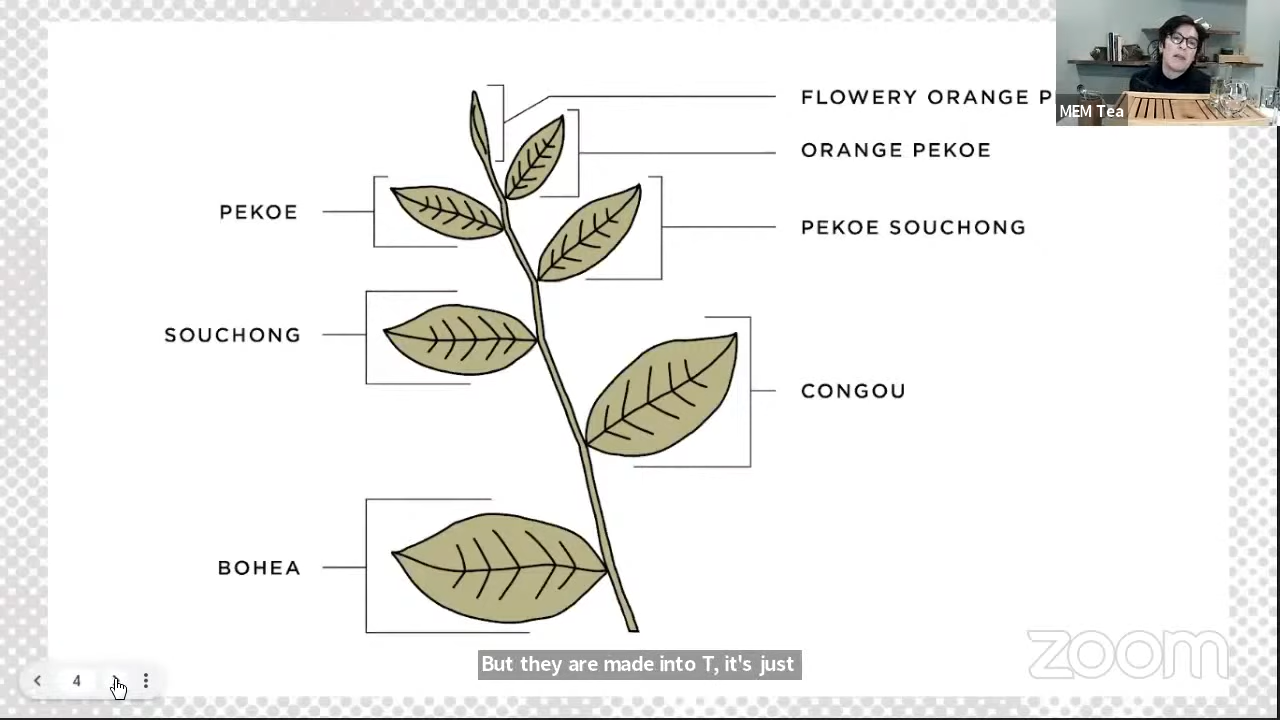 FLOWERY ORANGE P
MEM Tea
ORANGE PEKOE
PEKOE
PEKOE SOUCHONG
SOUCHONG
CONGOU
BOHEA
But they are made into T, it's just
zoom
4